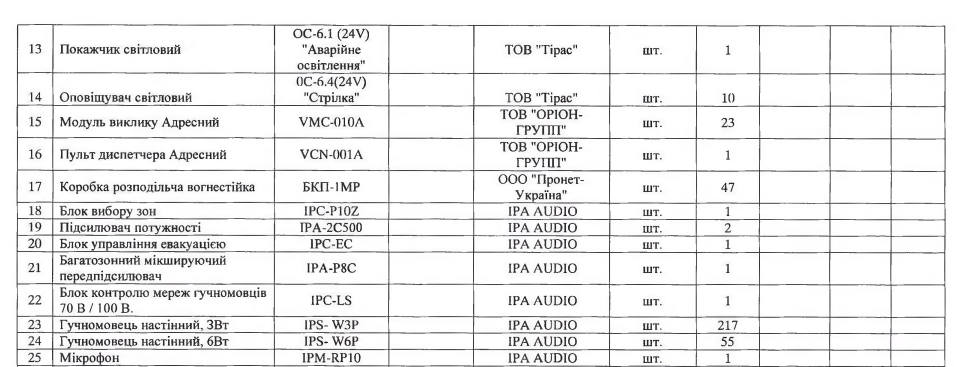 13 Покажчик світловий ОС-6.1 (24V) "Аварійне освітлення" ТОВ "Тірас" шт. 1
14 Оповіщувач світловий ОС-6.4(24V) "Стрілка" ТОВ "Тірас" шт. 10
15 Модуль виклику Адресний VMC-010A ТОВ "ОРІОН-ГРУПП" шт. 23
16 Пульт диспетчера Адресний VCN-001A ТОВ "ОРІОН-ГРУПП" шт. 1
17 Коробка розподільча вогнестійка БКП-1МР ООО "Пронет-Україна" шт. 47
18 Блок вибору зон IPC-P10Z IPA AUDIO шт. 1
19 Підсилювач потужності IPA-2C500 IPA AUDIO шт. 2
20 Блок управління евакуацією IPC-EC IPA AUDIO шт. 1
21 Багатозонний мікшируючий передпідсилювач IPA-P8C IPA AUDIO шт. 1
22 Блок контролю мереж гучномовців 70 В / 100 В. IPC-LS IPA AUDIO шт. 1
23 Гучномовець настінний, 3Вт IPS- W3P IPA AUDIO шт. 217
24 Гучномовець настінний, 6Вт IPS- W6P IPA AUDIO шт. 55
25 Мікрофон IPM-RP10 IPA AUDIO шт. 1